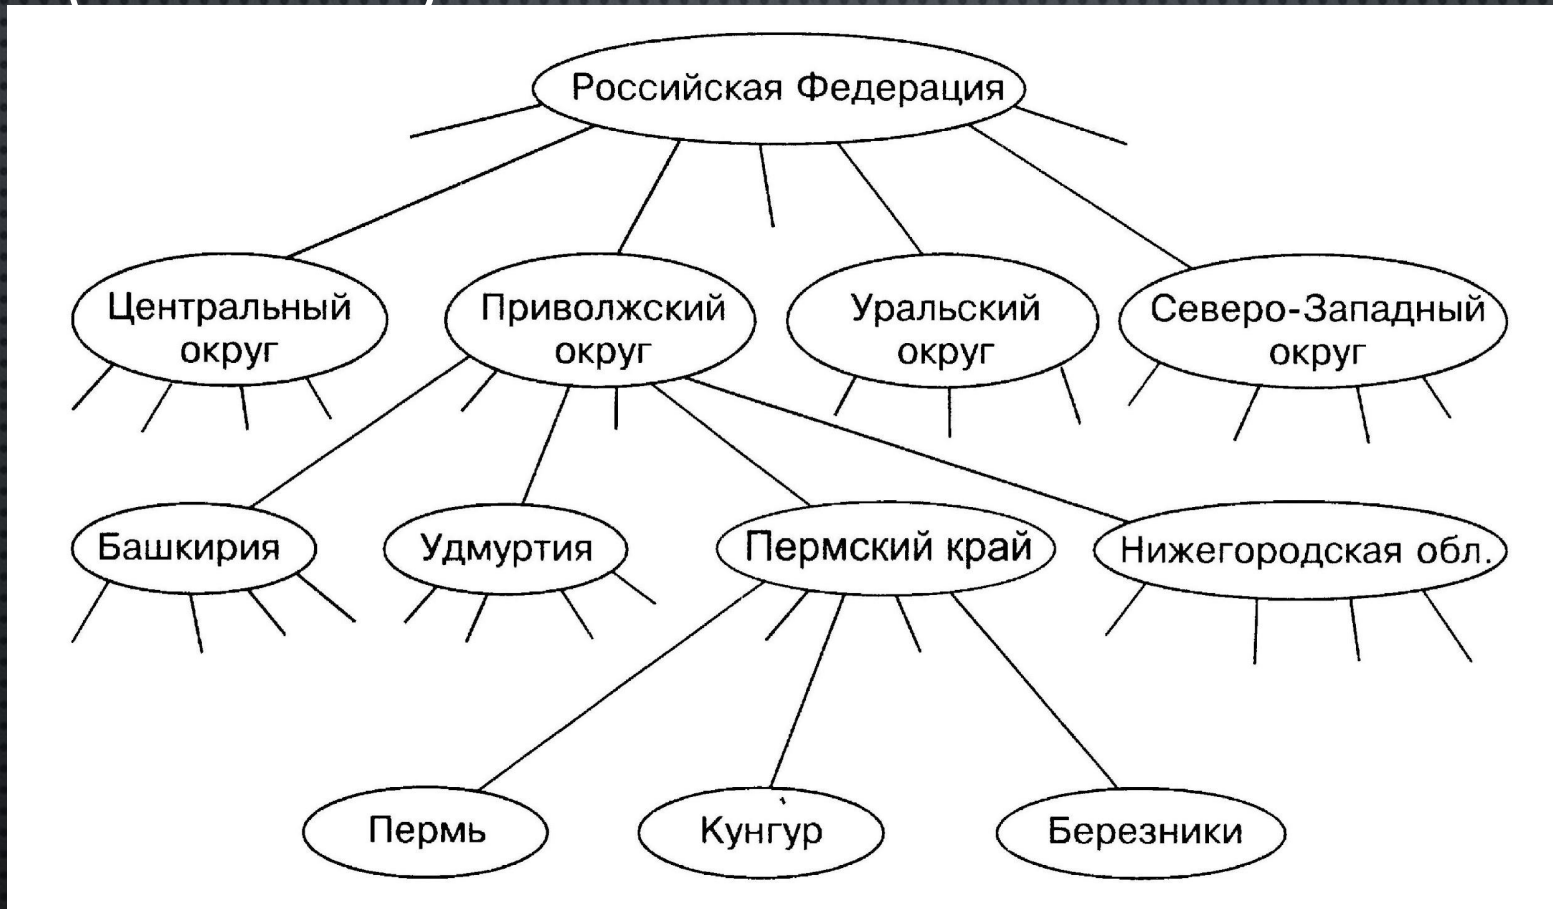 Российская Федерация
Центральный
округ
Приволжский
округ
Уральский
округ
Северо-Западный
округ
Башкирия
Удмуртия
Пермский край
Нижегородская обл.
Пермь
Кунгур
Березники